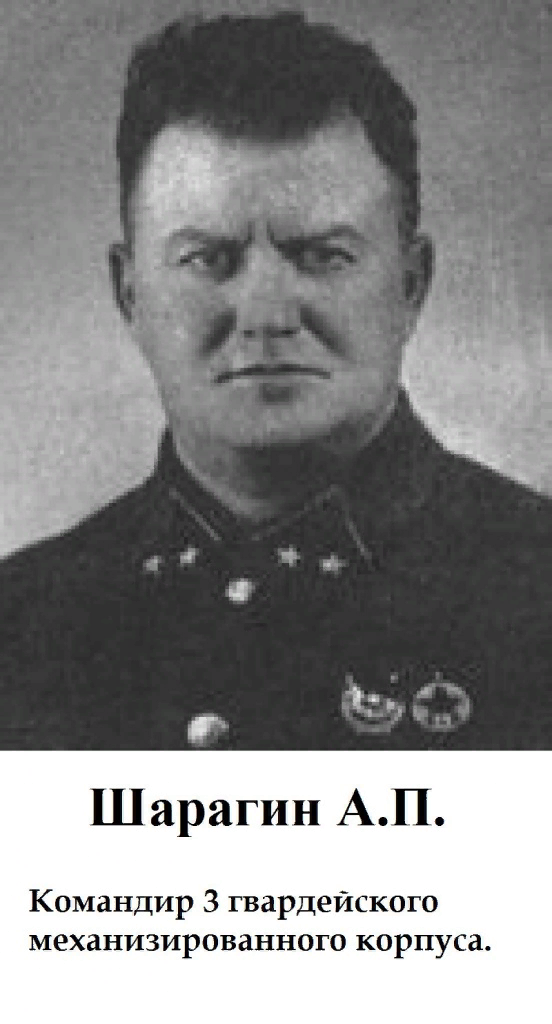 Шарагин А.П.
Командир 3 гвардейского
механизированного корпуса.